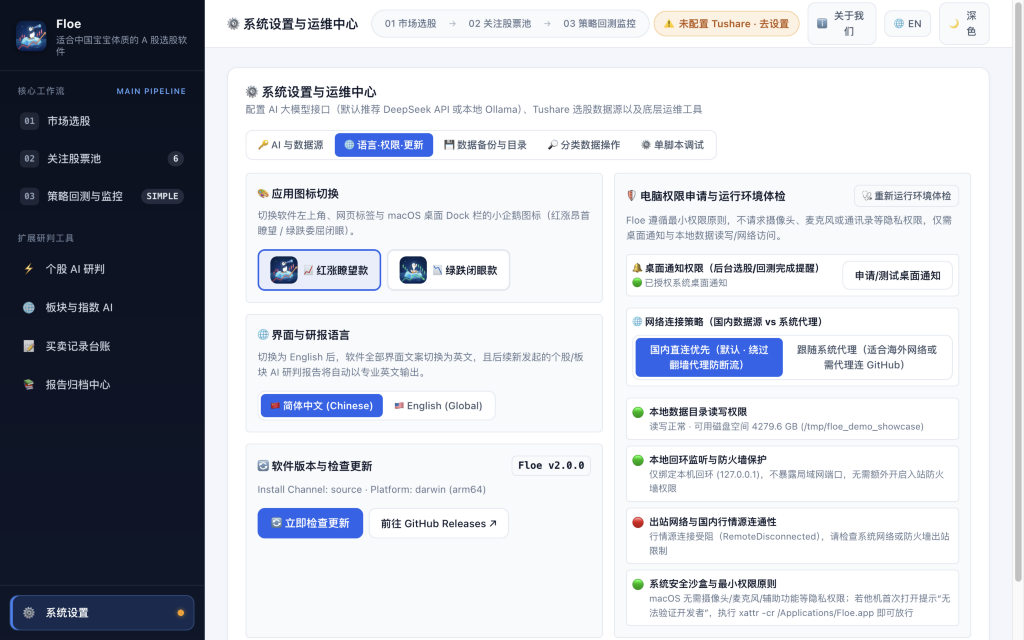 Floe
适合中国宝宝体质的 A 股选股软
件
核心工作流 MAIN PIPELINE
01 市场选股
02 关注股票池 6
03 策略回测与监控 SIMPLE
扩展研判工具
个股 AI 研判
板块与指数 AI
买卖记录台账
报告归档中心
系统设置
系统设置与运维中心
01 市场选股 → 02 关注股票池 → 03 策略回测监控
未配置 Tushare · 去设置
关于我
们
EN
深
色
系统设置与运维中心
配置 AI 大模型接口（默认推荐 DeepSeek API 或本地 Ollama）、Tushare 选股数据源以及底层运维工具
AI 与数据源
语言·权限·更新
数据备份与目录
分类数据操作
单脚本调试
应用图标切换
切换软件左上角、网页标签与 macOS 桌面 Dock 栏的小企鹅图标（红涨昂首
瞭望 / 绿跌委屈闭眼）。
红涨瞭望款
绿跌闭眼款
界面与研报语言
切换为 English 后，软件全部界面文案切换为英文，且后续新发起的个股/板
块 AI 研判报告将自动以专业英文输出。
简体中文 (Chinese)
English (Global)
软件版本与检查更新 Floe v2.0.0
Install Channel: source · Platform: darwin (arm64)
立即检查更新
前往 GitHub Releases ↗
电脑权限申请与运行环境体检
重新运行环境体检
Floe 遵循最小权限原则，不请求摄像头、麦克风或通讯录等隐私权限，仅需
桌面通知与本地数据读写/网络访问。
桌面通知权限（后台选股/回测完成提醒）
已授权系统桌面通知
申请/测试桌面通知
网络连接策略（国内数据源 vs 系统代理）
国内直连优先（默认 · 绕过
翻墙代理防断流）
跟随系统代理（适合海外网络或
需代理连 GitHub）
本地数据目录读写权限
读写正常 · 可用磁盘空间 4279.6 GB (/tmp/floe_demo_showcase)
本地回环监听与防火墙保护
仅绑定本机回环 (127.0.0.1)，不暴露局域网端口，无需额外开启入站防火
墙权限
出站网络与国内行情源连通性
行情源连接受阻（RemoteDisconnected），请检查系统网络或防火墙出站
限制
系统安全沙盒与最小权限原则
macOS 无需摄像头/麦克风/辅助功能等隐私权限；若他机首次打开提示“无
法验证开发者”，执行 xattr -cr /Applications/Floe.app 即可放行